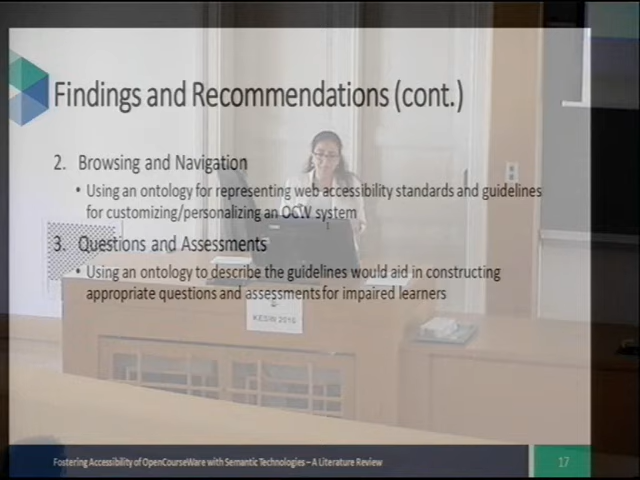 Findings and Recommendations (cont.)
2. Browsing and Navigation
• Using an ontology for representing web accessibility standards and guidelines
for customizing/personalizing an OCW system
3. Questions and Assessments
• Using an ontology to describe the guidelines would aid in constructing
appropriate questions and assessments for impaired learners
KESW 2016
Fostering Accessibility of OpenCourseWare with Semantic Technologies – A Literature Review
17